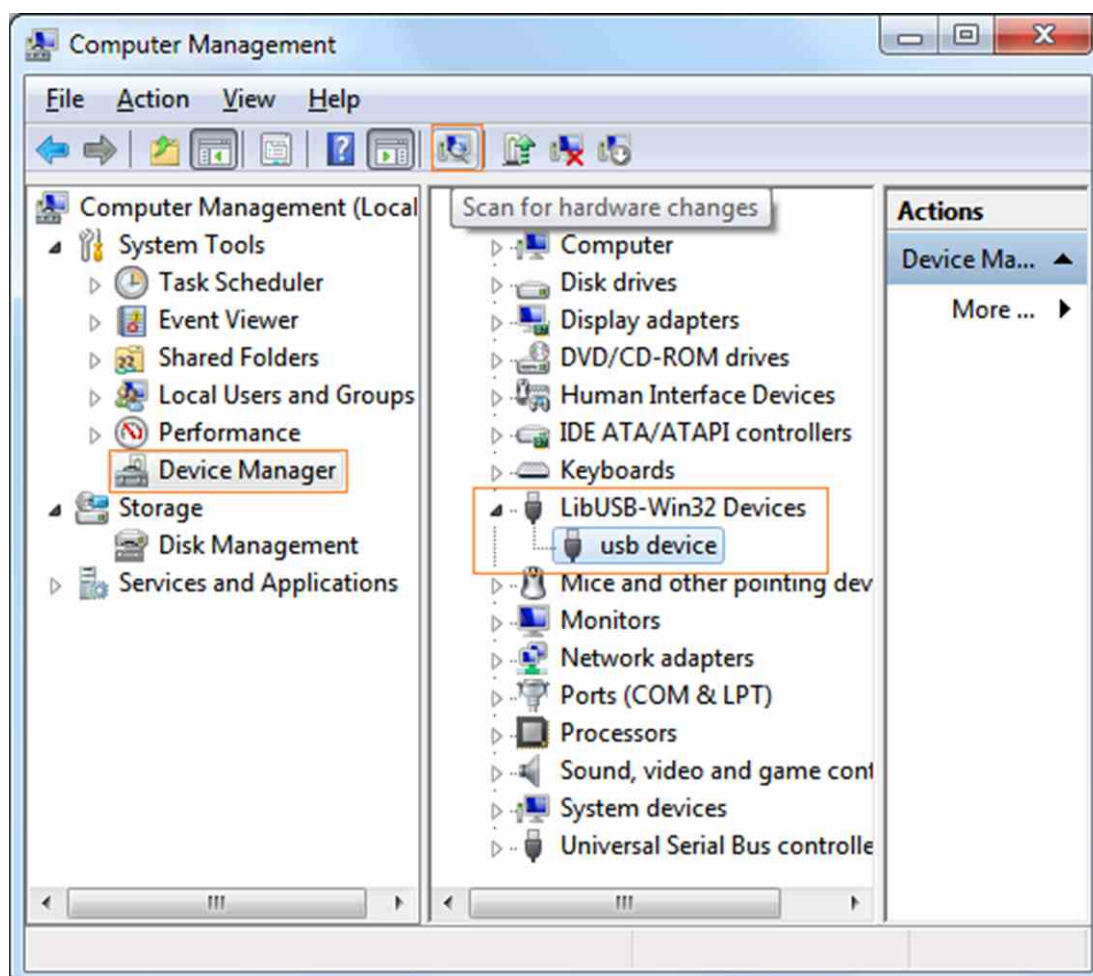 Computer Management
File Action View Help
Computer Management (Local
System Tools
Task Scheduler
Event Viewer
Shared Folders
Local Users and Groups
Performance
Device Manager
Storage
Disk Management
Services and Applications
Scan for hardware changes
Computer
Disk drives
Display adapters
DVD/CD-ROM drives
Human Interface Devices
IDE ATA/ATAPI controllers
Keyboards
LibUSB-Win32 Devices
usb device
Mice and other pointing dev
Monitors
Network adapters
Ports (COM & LPT)
Processors
Sound, video and game cont
System devices
Universal Serial Bus controlle
Actions
Device Ma...
More ...